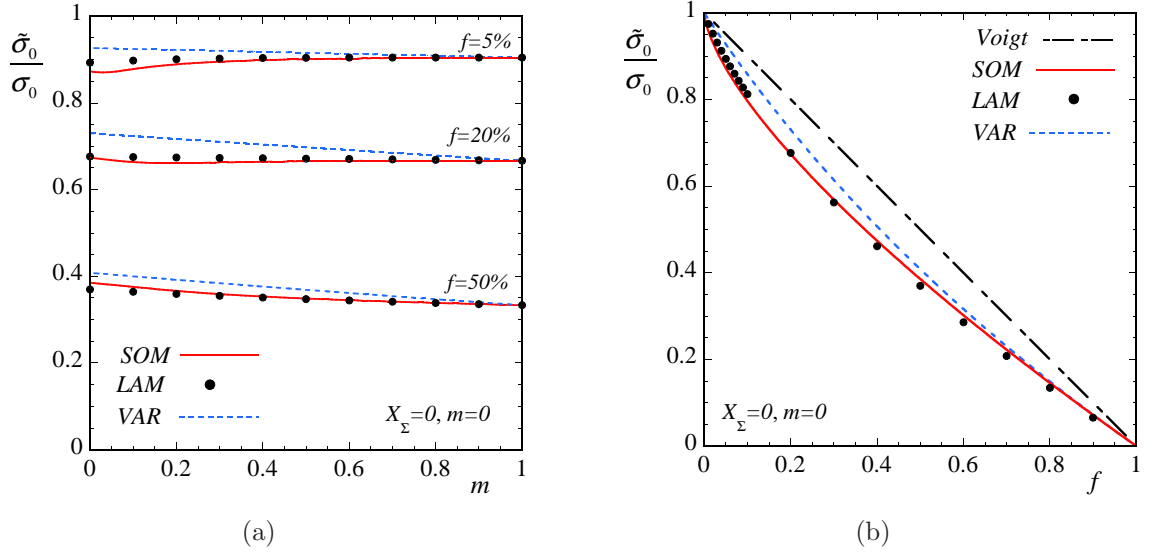 σ̃₀
σ₀
1
0.8
0.6
0.4
0.2
0
f=5%
f=20%
f=50%
SOM
LAM
VAR
X_Σ=0, m=0
0 0.2 0.4 0.6 0.8 1
m
(a)
σ̃₀
σ₀
1
0.8
0.6
0.4
0.2
0
Voigt
SOM
LAM
VAR
X_Σ=0, m=0
0 0.2 0.4 0.6 0.8 1
f
(b)